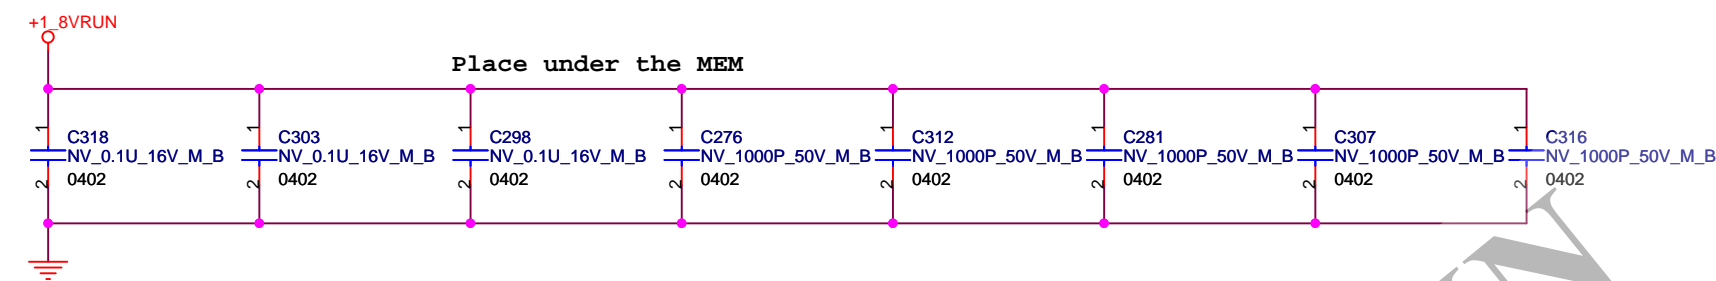 +1_8VRUN
Place under the MEM
1 1 1 1 1 1 1 1
C318 C303 C298 C276 C312 C281 C307 C316
NV_0.1U_16V_M_B NV_0.1U_16V_M_B NV_0.1U_16V_M_B NV_1000P_50V_M_B NV_1000P_50V_M_B NV_1000P_50V_M_B NV_1000P_50V_M_B NV_1000P_50V_M_B
2 0402 2 0402 2 0402 2 0402 2 0402 2 0402 2 0402 2 0402